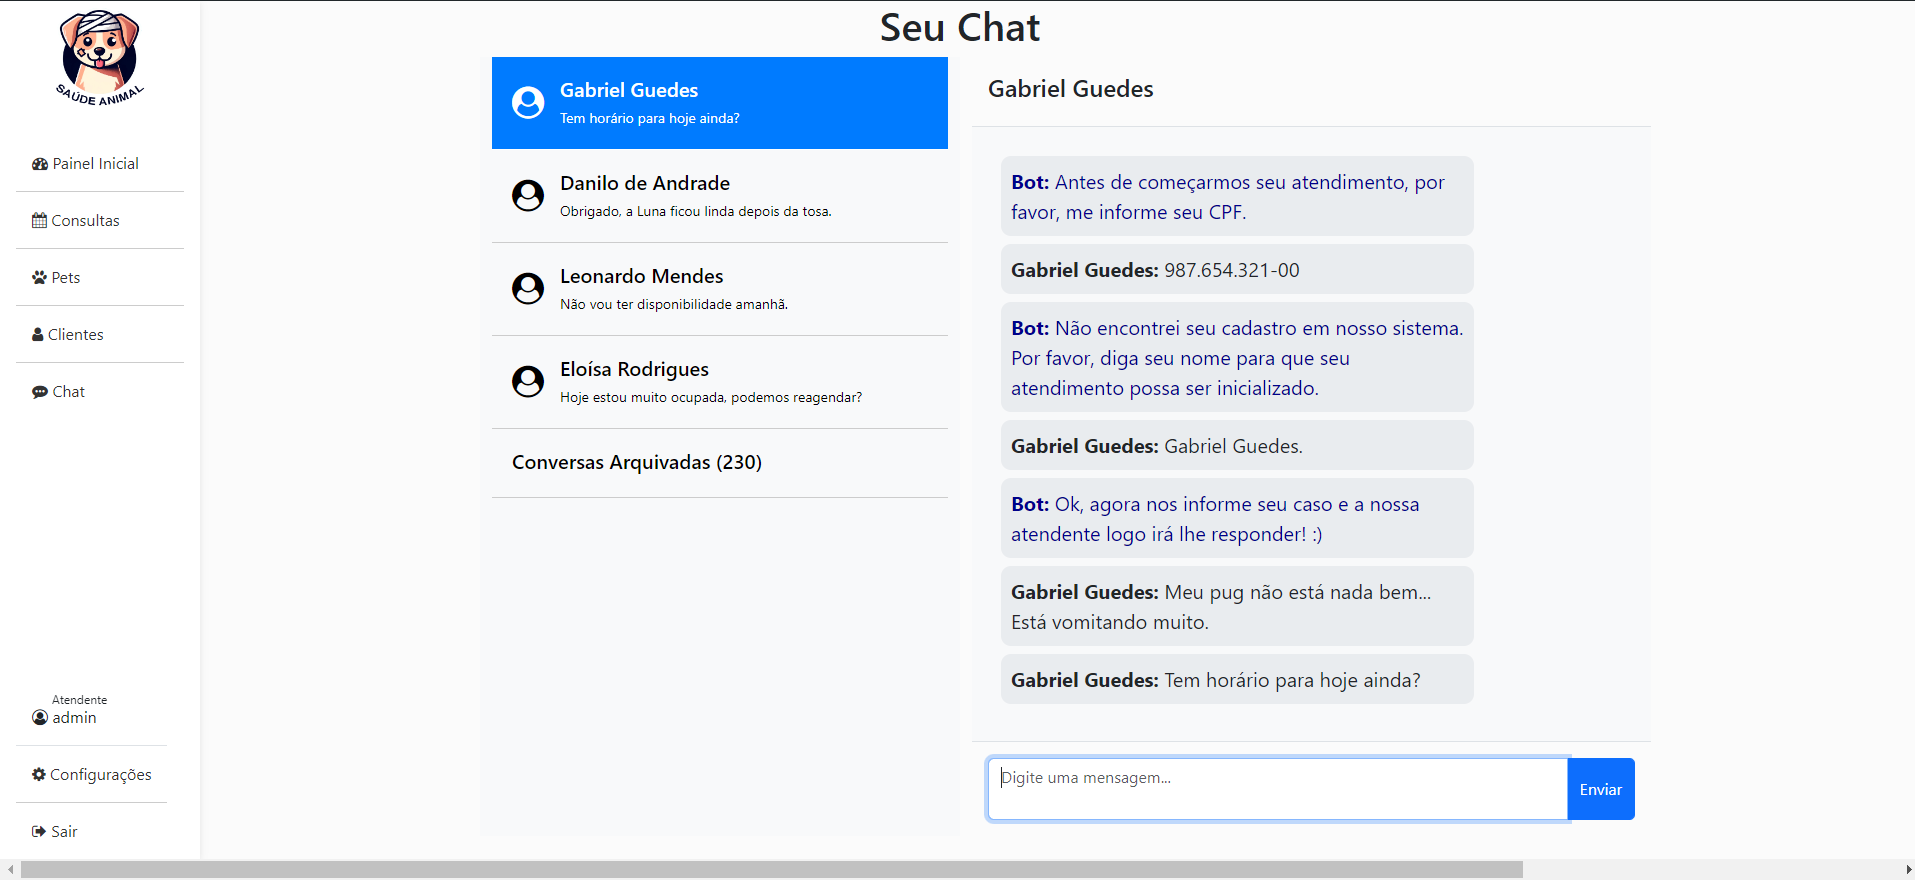 SAÚDE ANIMAL
Painel Inicial
Consultas
Pets
Clientes
Chat
Atendente
admin
Configurações
Sair
Seu Chat
Gabriel Guedes
Tem horário para hoje ainda?
Danilo de Andrade
Obrigado, a Luna ficou linda depois da tosa.
Leonardo Mendes
Não vou ter disponibilidade amanhã.
Eloísa Rodrigues
Hoje estou muito ocupada, podemos reagendar?
Conversas Arquivadas (230)
Gabriel Guedes
Bot: Antes de começarmos seu atendimento, por
favor, me informe seu CPF.
Gabriel Guedes: 987.654.321-00
Bot: Não encontrei seu cadastro em nosso sistema.
Por favor, diga seu nome para que seu
atendimento possa ser inicializado.
Gabriel Guedes: Gabriel Guedes.
Bot: Ok, agora nos informe seu caso e a nossa
atendente logo irá lhe responder! :)
Gabriel Guedes: Meu pug não está nada bem...
Está vomitando muito.
Gabriel Guedes: Tem horário para hoje ainda?
Digite uma mensagem...
Enviar